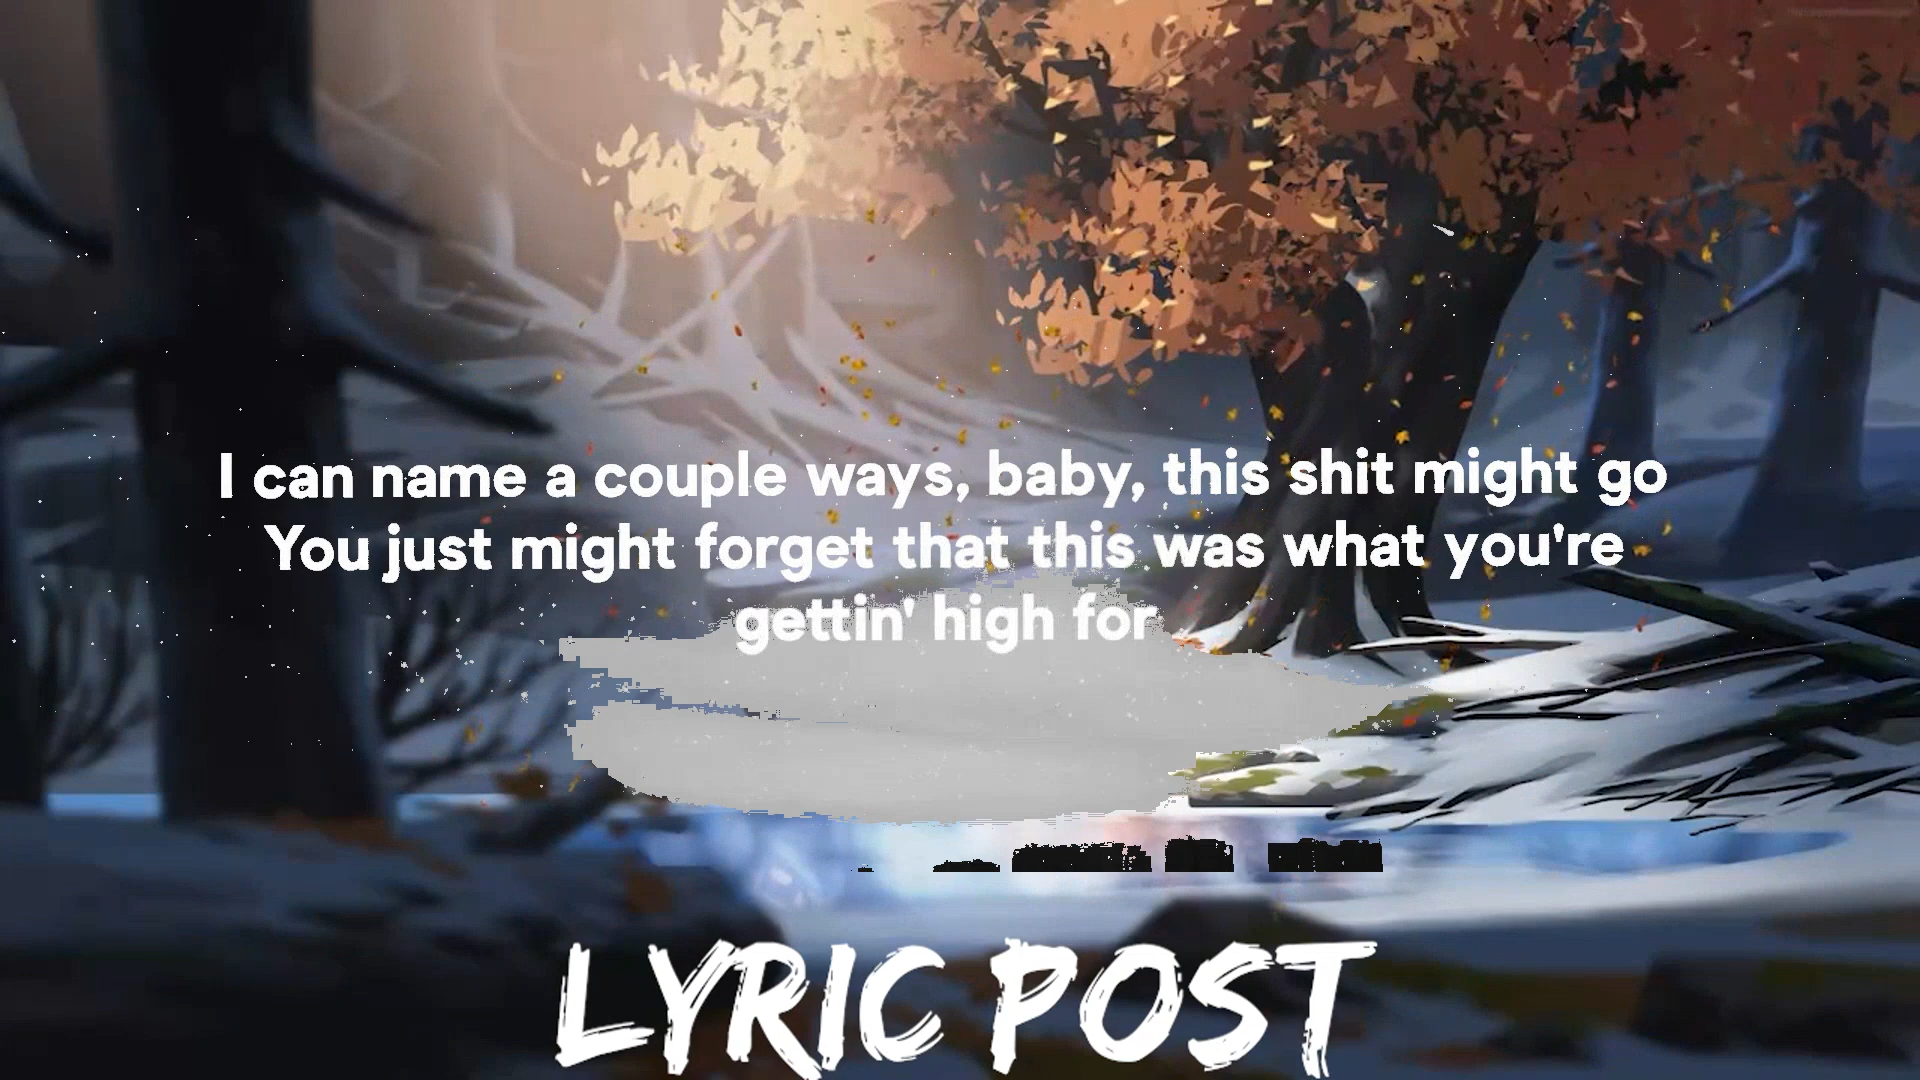 I can name a couple ways, baby, this shit might go
You just might forget that this was what you're
gettin' high for
LYRIC POST